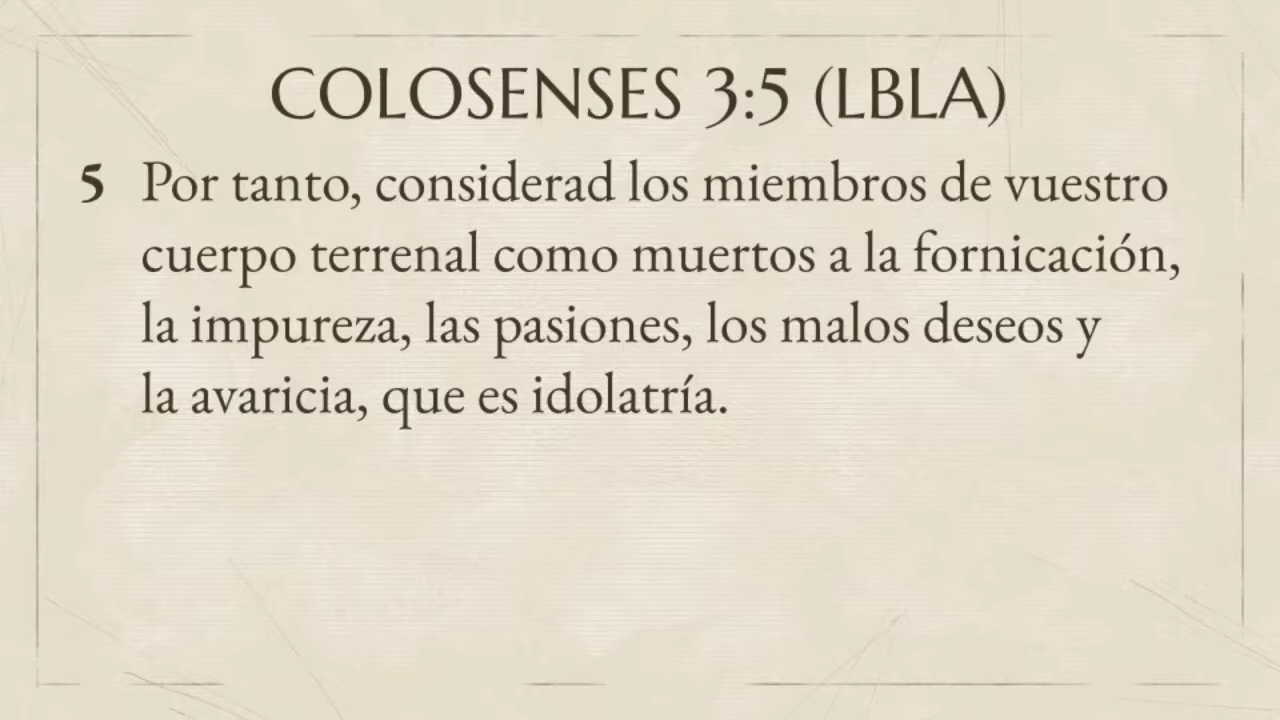 COLOSENSES 3:5 (LBLA)
5 Por tanto, considerad los miembros de vuestro
cuerpo terrenal como muertos a la fornicación,
la impureza, las pasiones, los malos deseos y
la avaricia, que es idolatría.